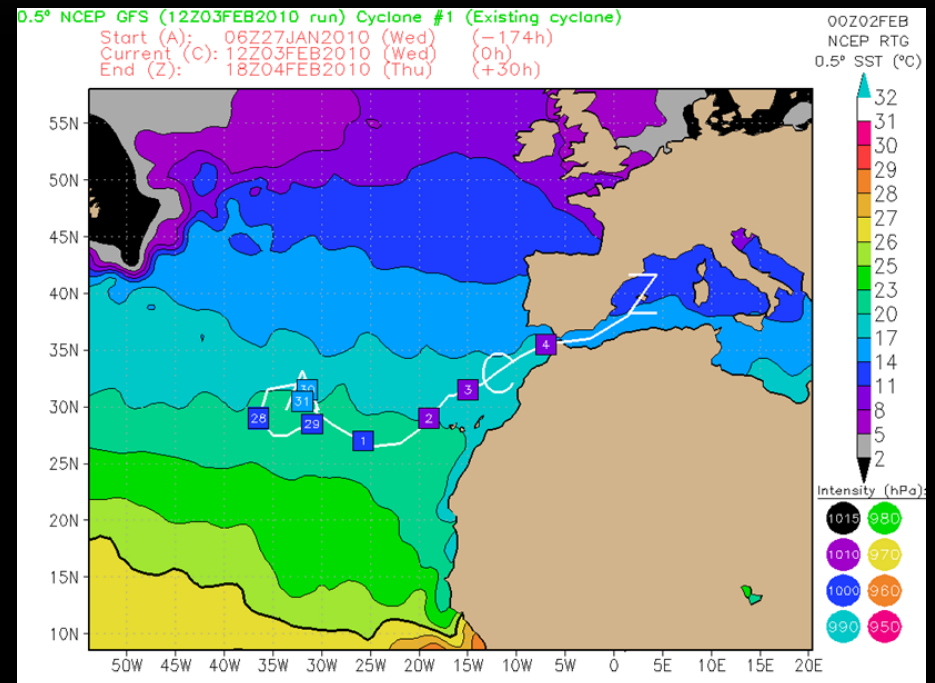 0.5° NCEP GFS (12Z03FEB2010 run) Cyclone #1 (Existing cyclone)
Start (A): 06Z27JAN2010 (Wed) (−174h)
Current (C): 12Z03FEB2010 (Wed) (0h)
End (Z): 18Z04FEB2010 (Thu) (+30h)
00Z02FEB
NCEP RTG
0.5° SST (°C)
32
31
30
29
28
27
26
25
23
20
17
14
11
8
5
2
55N
50N
45N
40N
35N
30N
25N
20N
15N
10N
A
30
31
28
29
1
2
3
C
4
Z
50W 45W 40W 35W 30W 25W 20W 15W 10W 5W 0 5E 10E 15E 20E
Intensity (hPa):
1015 980
1010 970
1000 960
990 950